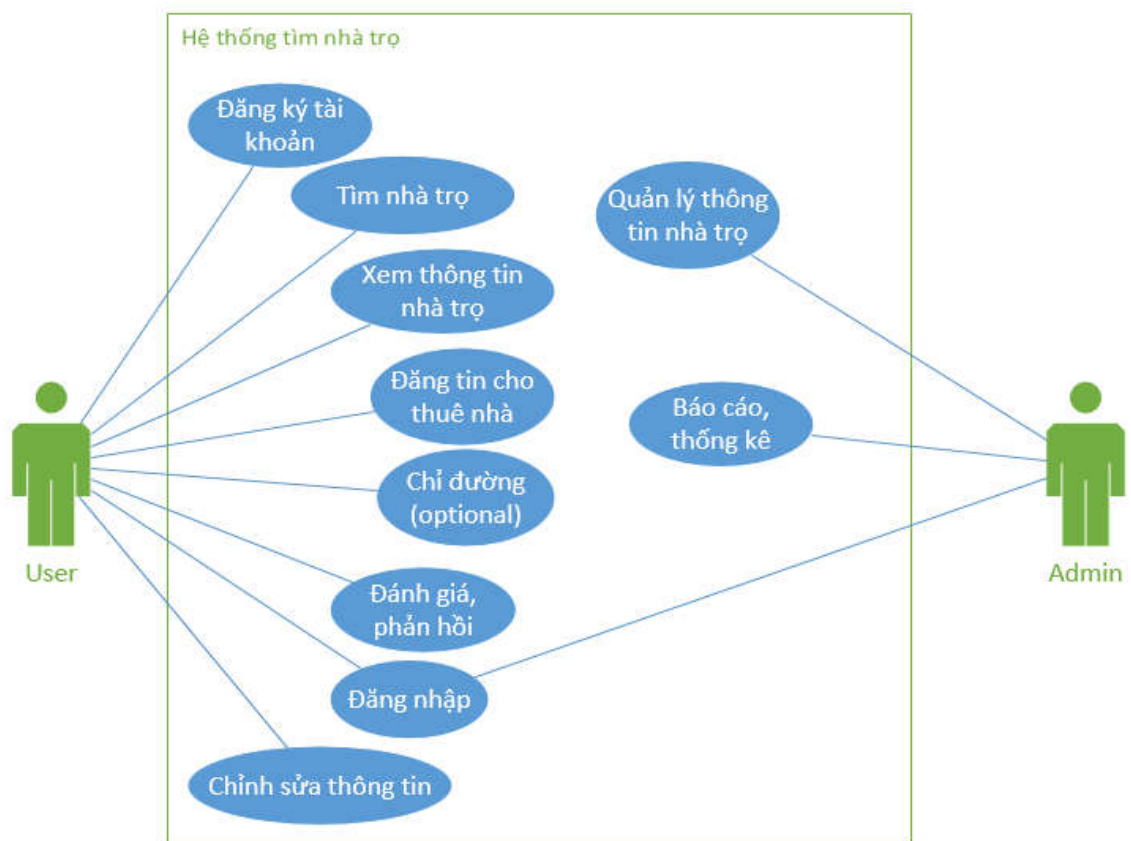 Hệ thống tìm nhà trọ
Đăng ký tài
khoản
Tìm nhà trọ
Quản lý thông
tin nhà trọ
Xem thông tin
nhà trọ
Đăng tin cho
thuê nhà
Báo cáo,
thống kê
Chỉ đường
(optional)
User
Admin
Đánh giá,
phản hồi
Đăng nhập
Chỉnh sửa thông tin